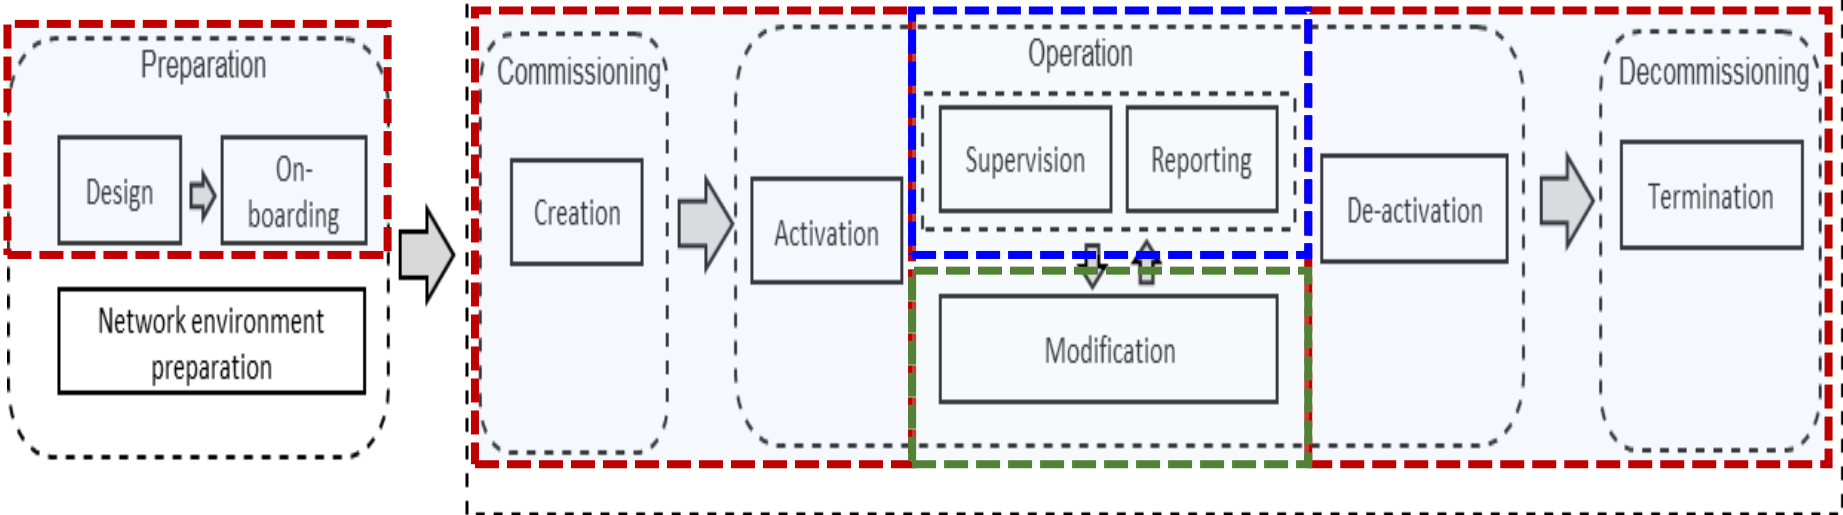 Preparation
Design
On-
boarding
Network environment
preparation
Commissioning
Creation
Operation
Activation
Supervision
Reporting
Modification
De-activation
Decommissioning
Termination